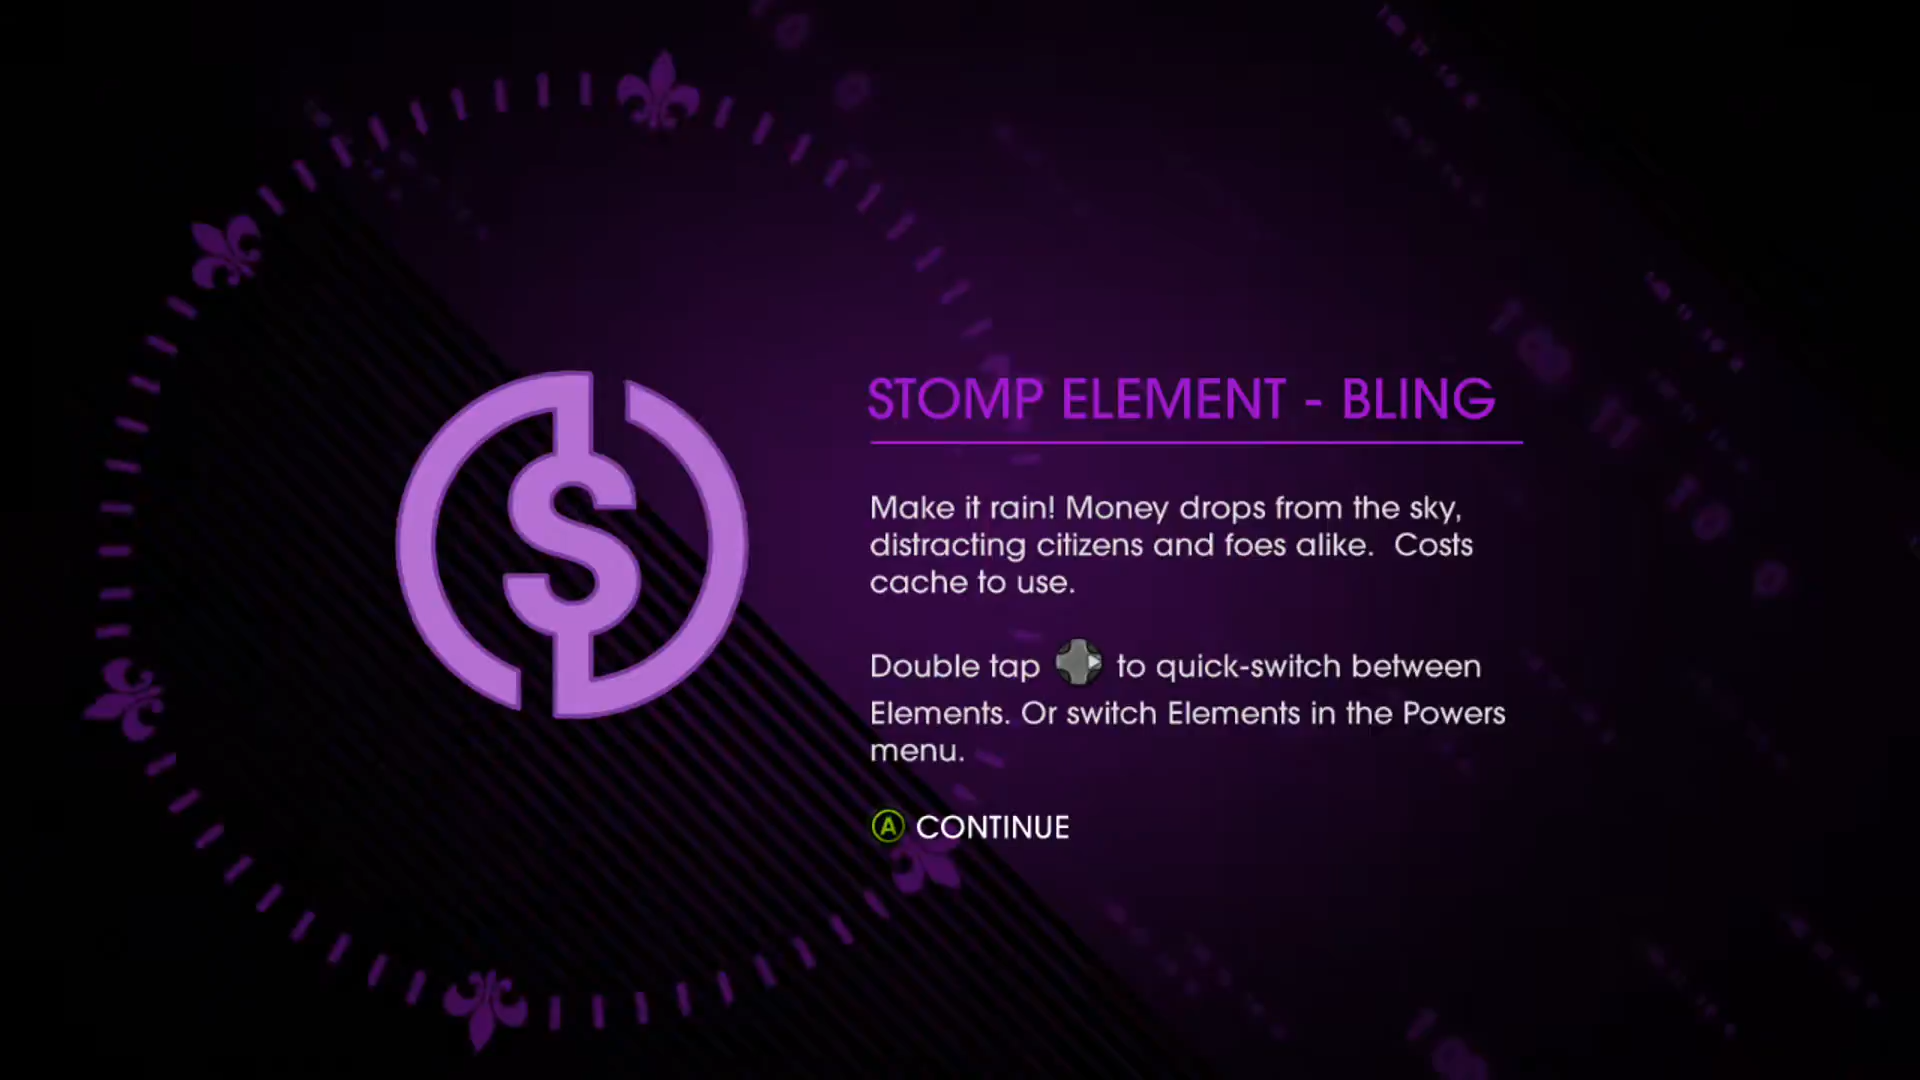 STOMP ELEMENT - BLING
Make it rain! Money drops from the sky,
distracting citizens and foes alike.  Costs
cache to use.
Double tap to quick-switch between
Elements. Or switch Elements in the Powers
menu.
A CONTINUE